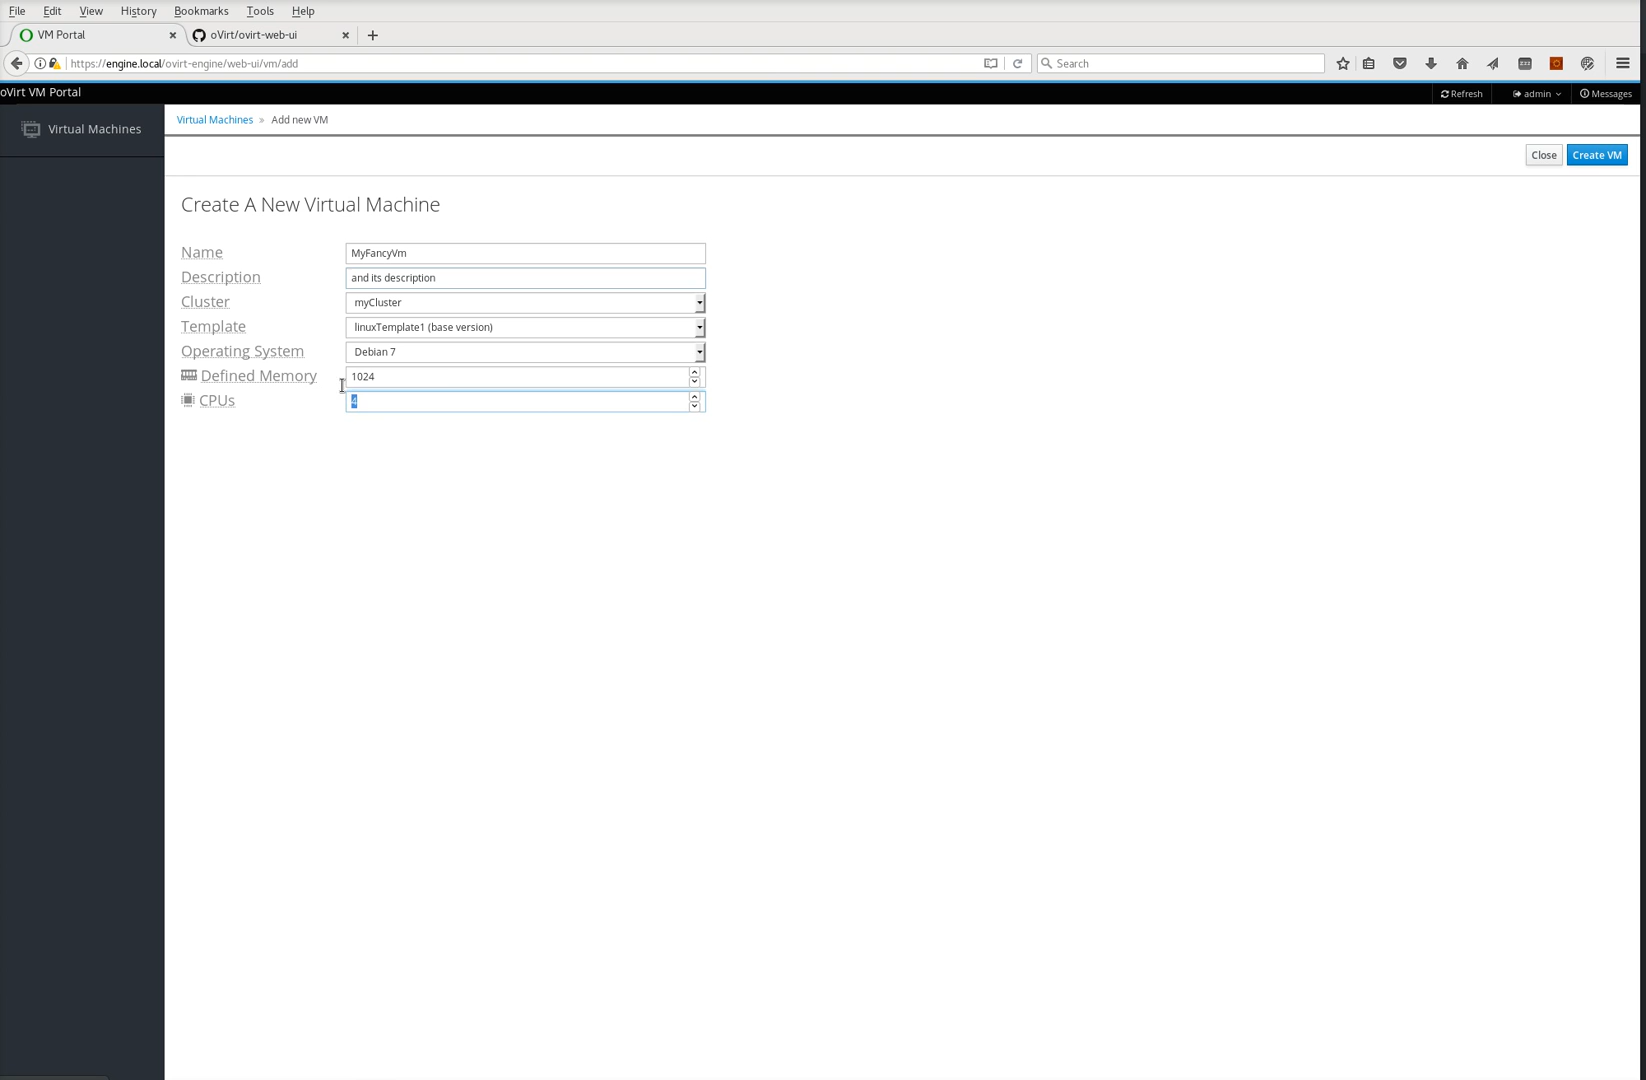 File Edit View History Bookmarks Tools Help
VM Portal oVirt/ovirt-web-ui
https://engine.local/ovirt-engine/web-ui/vm/add Search
oVirt VM Portal Refresh admin Messages
Virtual Machines
Virtual Machines » Add new VM
Close Create VM
Create A New Virtual Machine
Name MyFancyVm
Description and its description
Cluster myCluster
Template linuxTemplate1 (base version)
Operating System Debian 7
Defined Memory 1024
CPUs 4